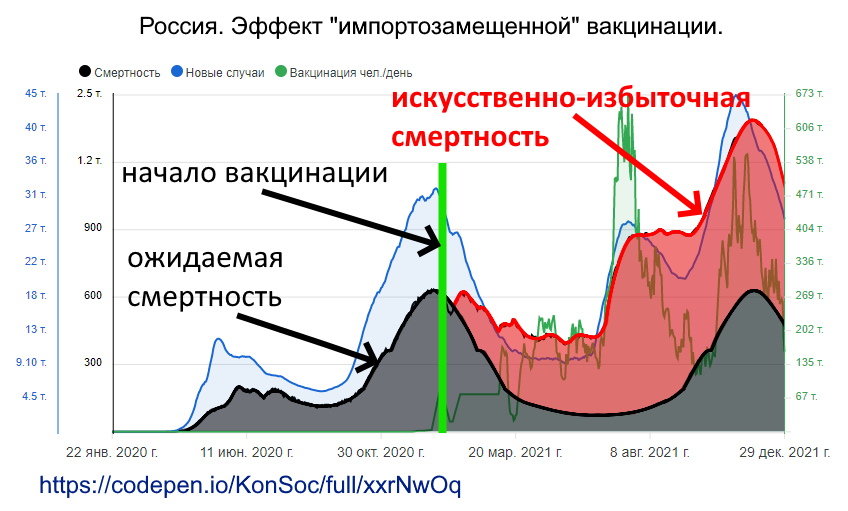 Россия. Эффект "импортозамещенной" вакцинации.
Смертность Новые случаи Вакцинация чел./день
искусственно-избыточная
смертность
начало вакцинации
ожидаемая
смертность
45 т. 2.5 т. 673 т.
40 т. 606 т.
36 т. 1.2 т. 538 т.
31 т. 471 т.
27 т. 900 404 т.
22 т. 336 т.
18 т. 600 269 т.
13 т. 202 т.
9.10 т. 300 135 т.
4.5 т. 67 т.
22 янв. 2020 г. 11 июн. 2020 г. 30 окт. 2020 г. 20 мар. 2021 г. 8 авг. 2021 г. 29 дек. 2021 г.
https://codepen.io/KonSoc/full/xxrNwOq